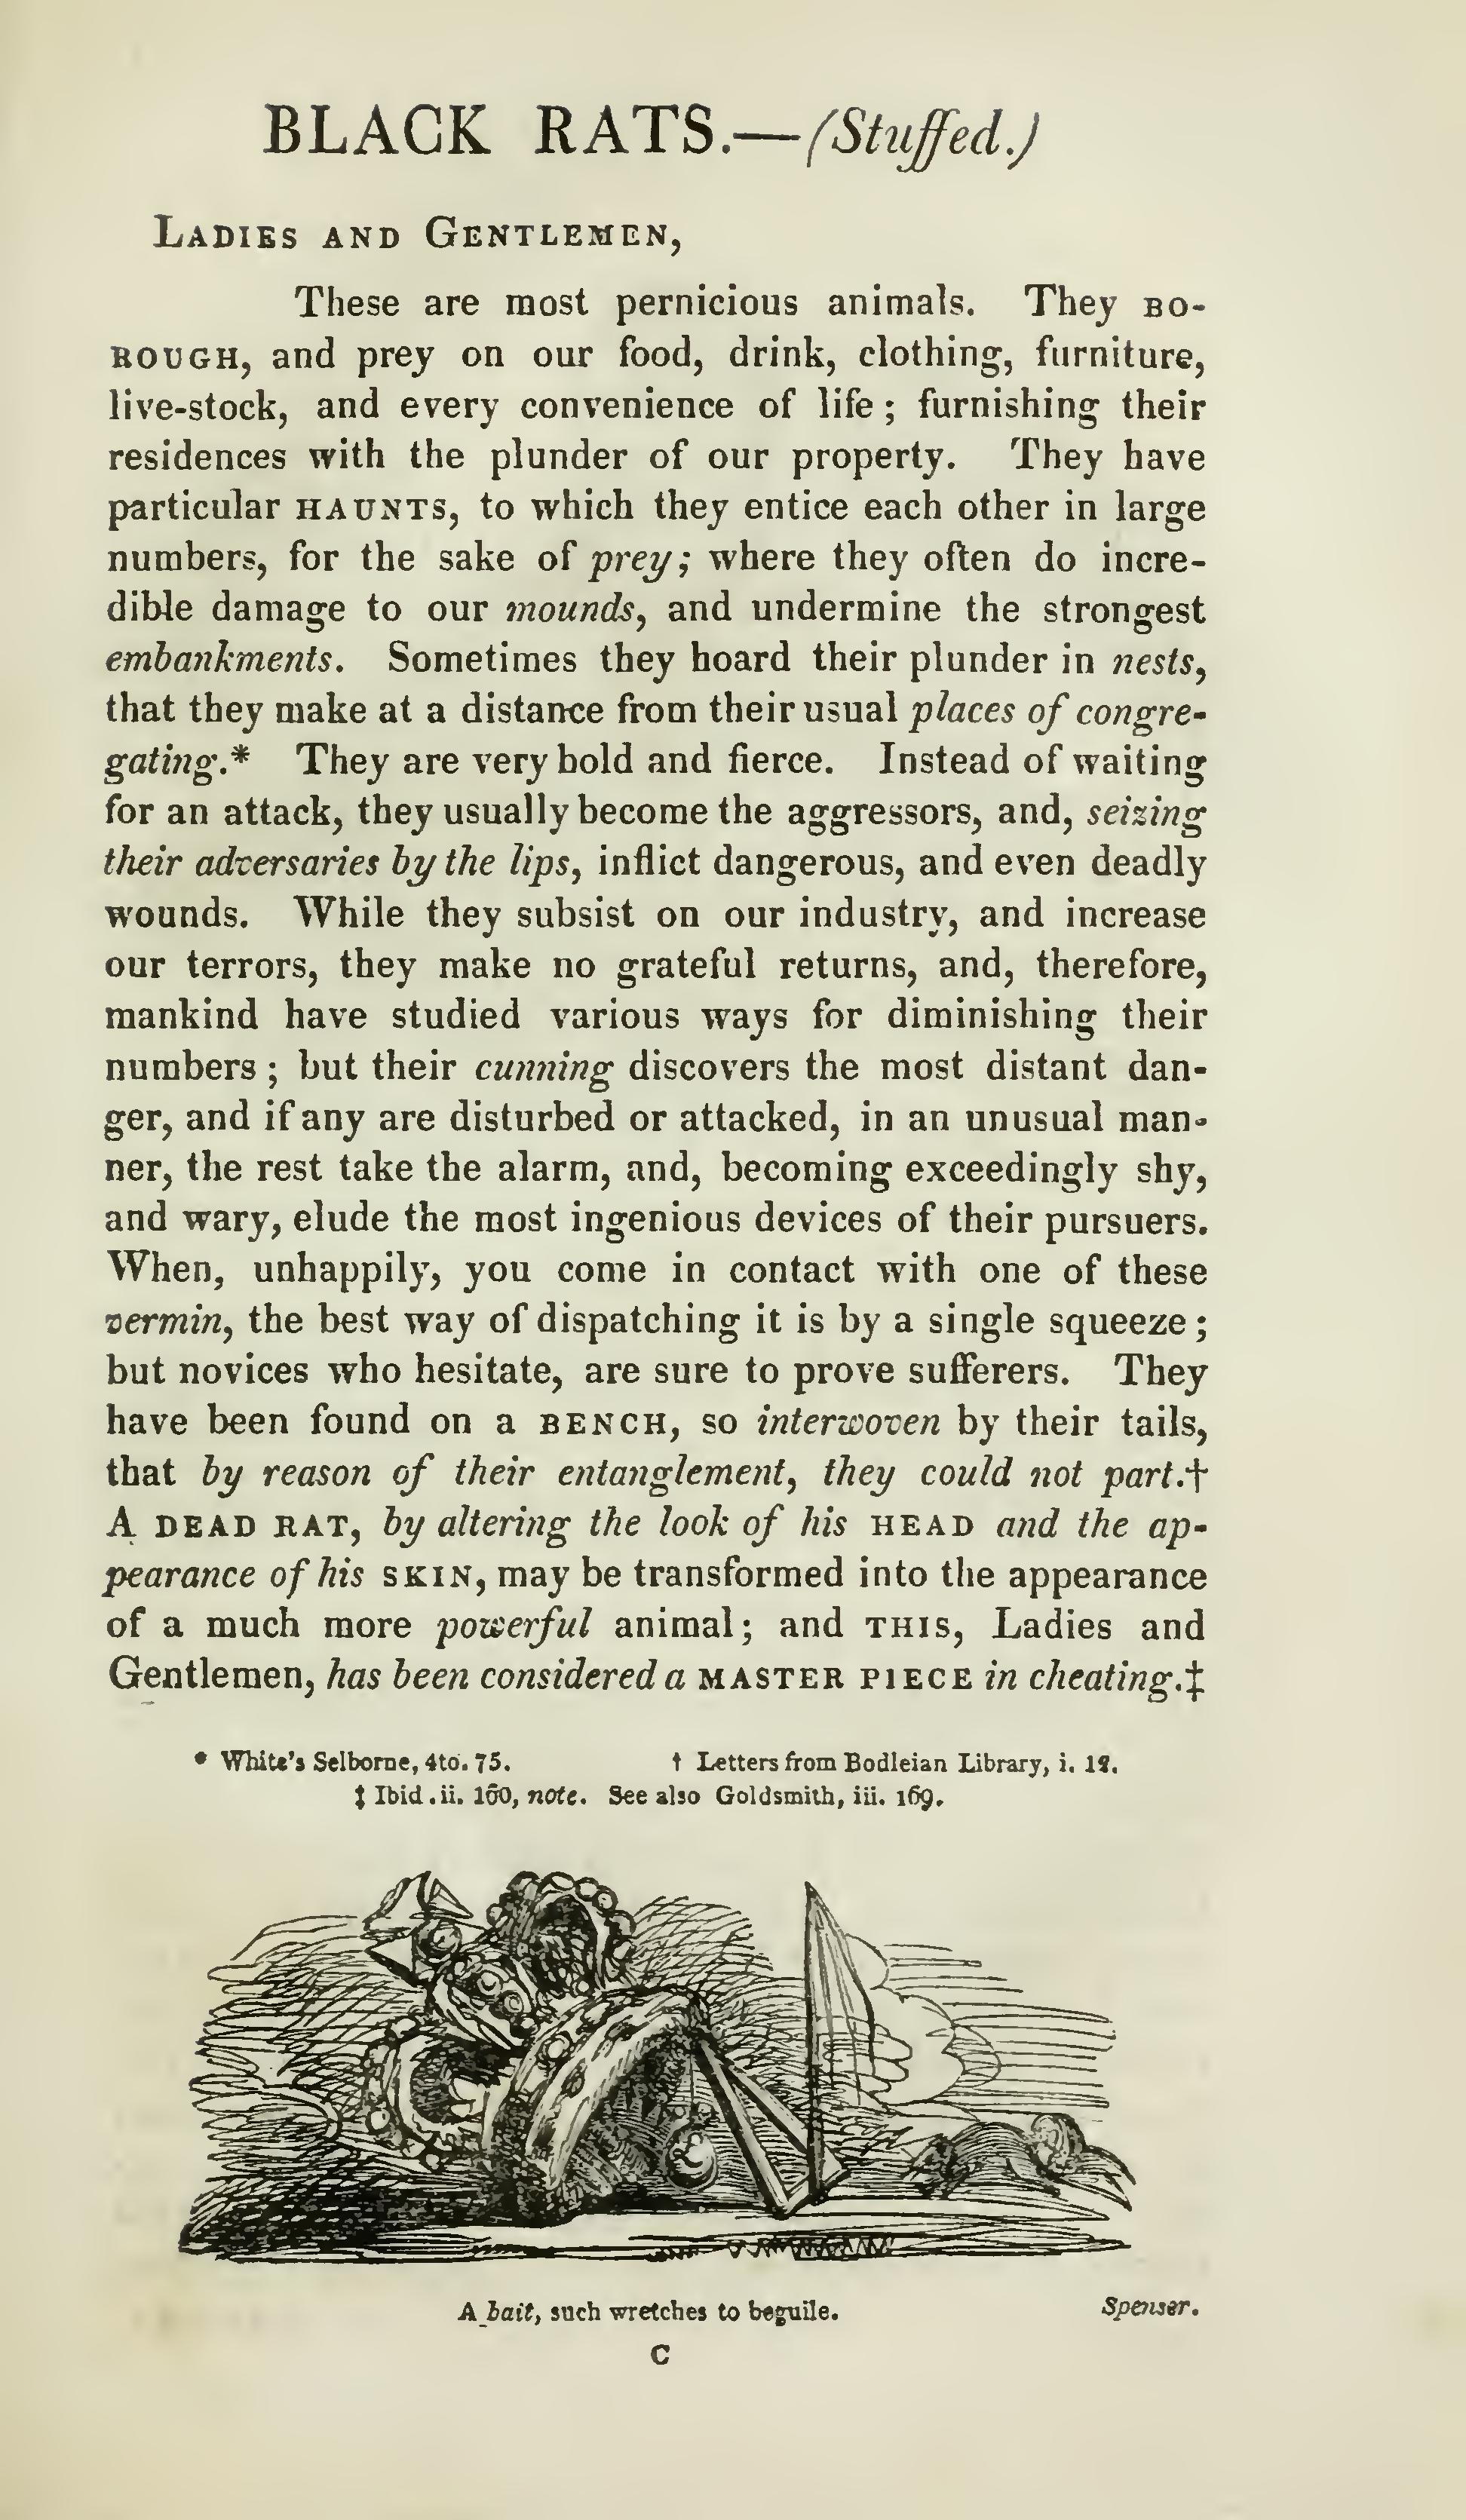 BLACK RATS.—(Stuffed.)
LADIES AND GENTLEMEN,
These are most pernicious animals. They BO-
ROUGH, and prey on our food, drink, clothing, furniture,
live-stock, and every convenience of life; furnishing their
residences with the plunder of our property. They have
particular HAUNTS, to which they entice each other in large
numbers, for the sake of prey; where they often do incre-
dible damage to our mounds, and undermine the strongest
embankments. Sometimes they hoard their plunder in nests,
that they make at a distance from their usual places of congre-
gating.* They are very bold and fierce. Instead of waiting
for an attack, they usually become the aggressors, and, seizing
their adversaries by the lips, inflict dangerous, and even deadly
wounds. While they subsist on our industry, and increase
our terrors, they make no grateful returns, and, therefore,
mankind have studied various ways for diminishing their
numbers; but their cunning discovers the most distant dan-
ger, and if any are disturbed or attacked, in an unusual man-
ner, the rest take the alarm, and, becoming exceedingly shy,
and wary, elude the most ingenious devices of their pursuers.
When, unhappily, you come in contact with one of these
vermin, the best way of dispatching it is by a single squeeze;
but novices who hesitate, are sure to prove sufferers. They
have been found on a BENCH, so interwoven by their tails,
that by reason of their entanglement, they could not part.†
A DEAD RAT, by altering the look of his HEAD and the ap-
pearance of his SKIN, may be transformed into the appearance
of a much more powerful animal; and THIS, Ladies and
Gentlemen, has been considered a MASTER PIECE in cheating.‡
* White's Selborne, 4to. 75. † Letters from Bodleian Library, i. 12.
‡ Ibid. ii. 160, note. See also Goldsmith, iii. 169.
A bait, such wretches to beguile. Spenser.
C